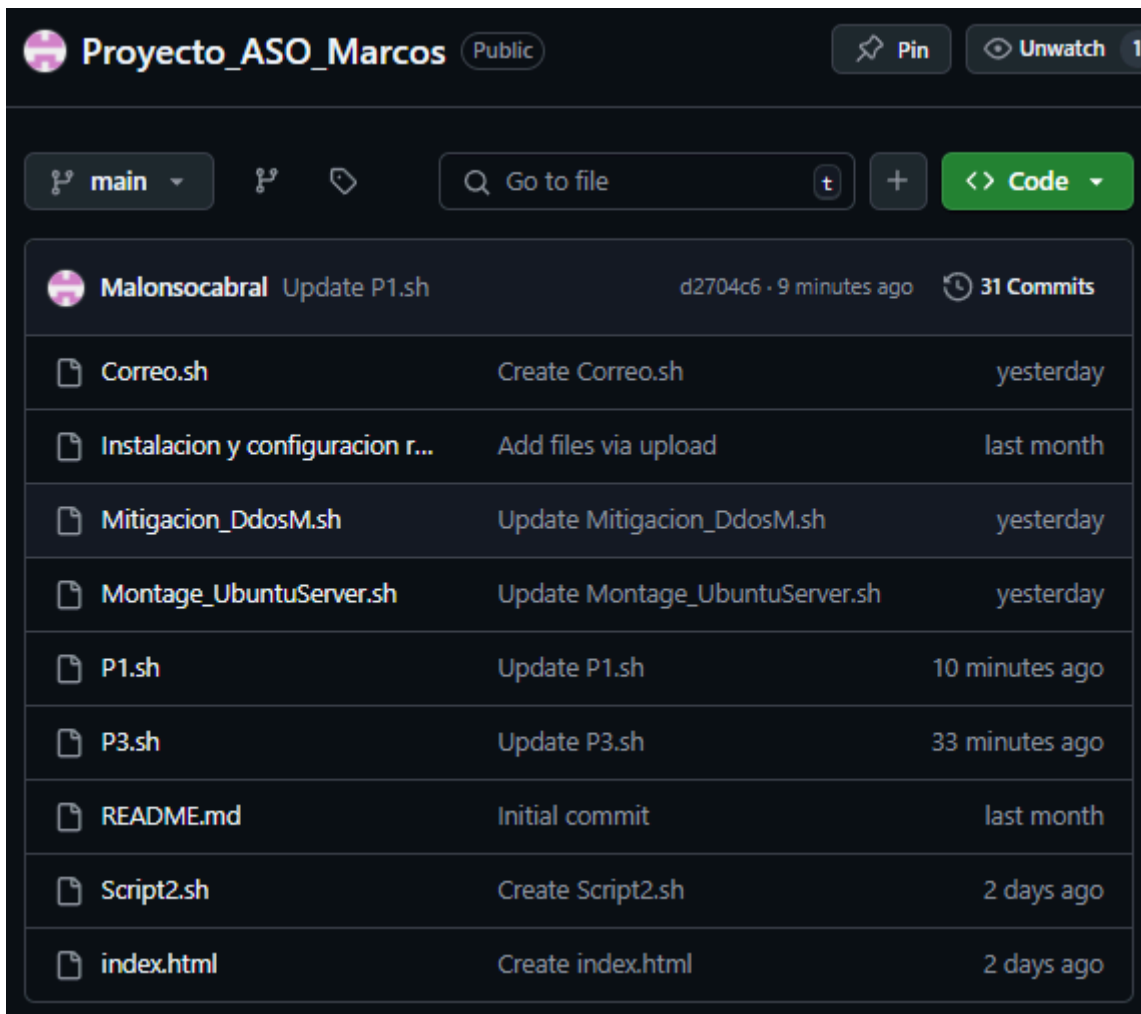 Proyecto_ASO_Marcos Public Pin Unwatch 1
main Go to file t + <> Code
Malonsocabral Update P1.sh d2704c6 · 9 minutes ago 31 Commits
Correo.sh Create Correo.sh yesterday
Instalacion y configuracion r... Add files via upload last month
Mitigacion_DdosM.sh Update Mitigacion_DdosM.sh yesterday
Montage_UbuntuServer.sh Update Montage_UbuntuServer.sh yesterday
P1.sh Update P1.sh 10 minutes ago
P3.sh Update P3.sh 33 minutes ago
README.md Initial commit last month
Script2.sh Create Script2.sh 2 days ago
index.html Create index.html 2 days ago